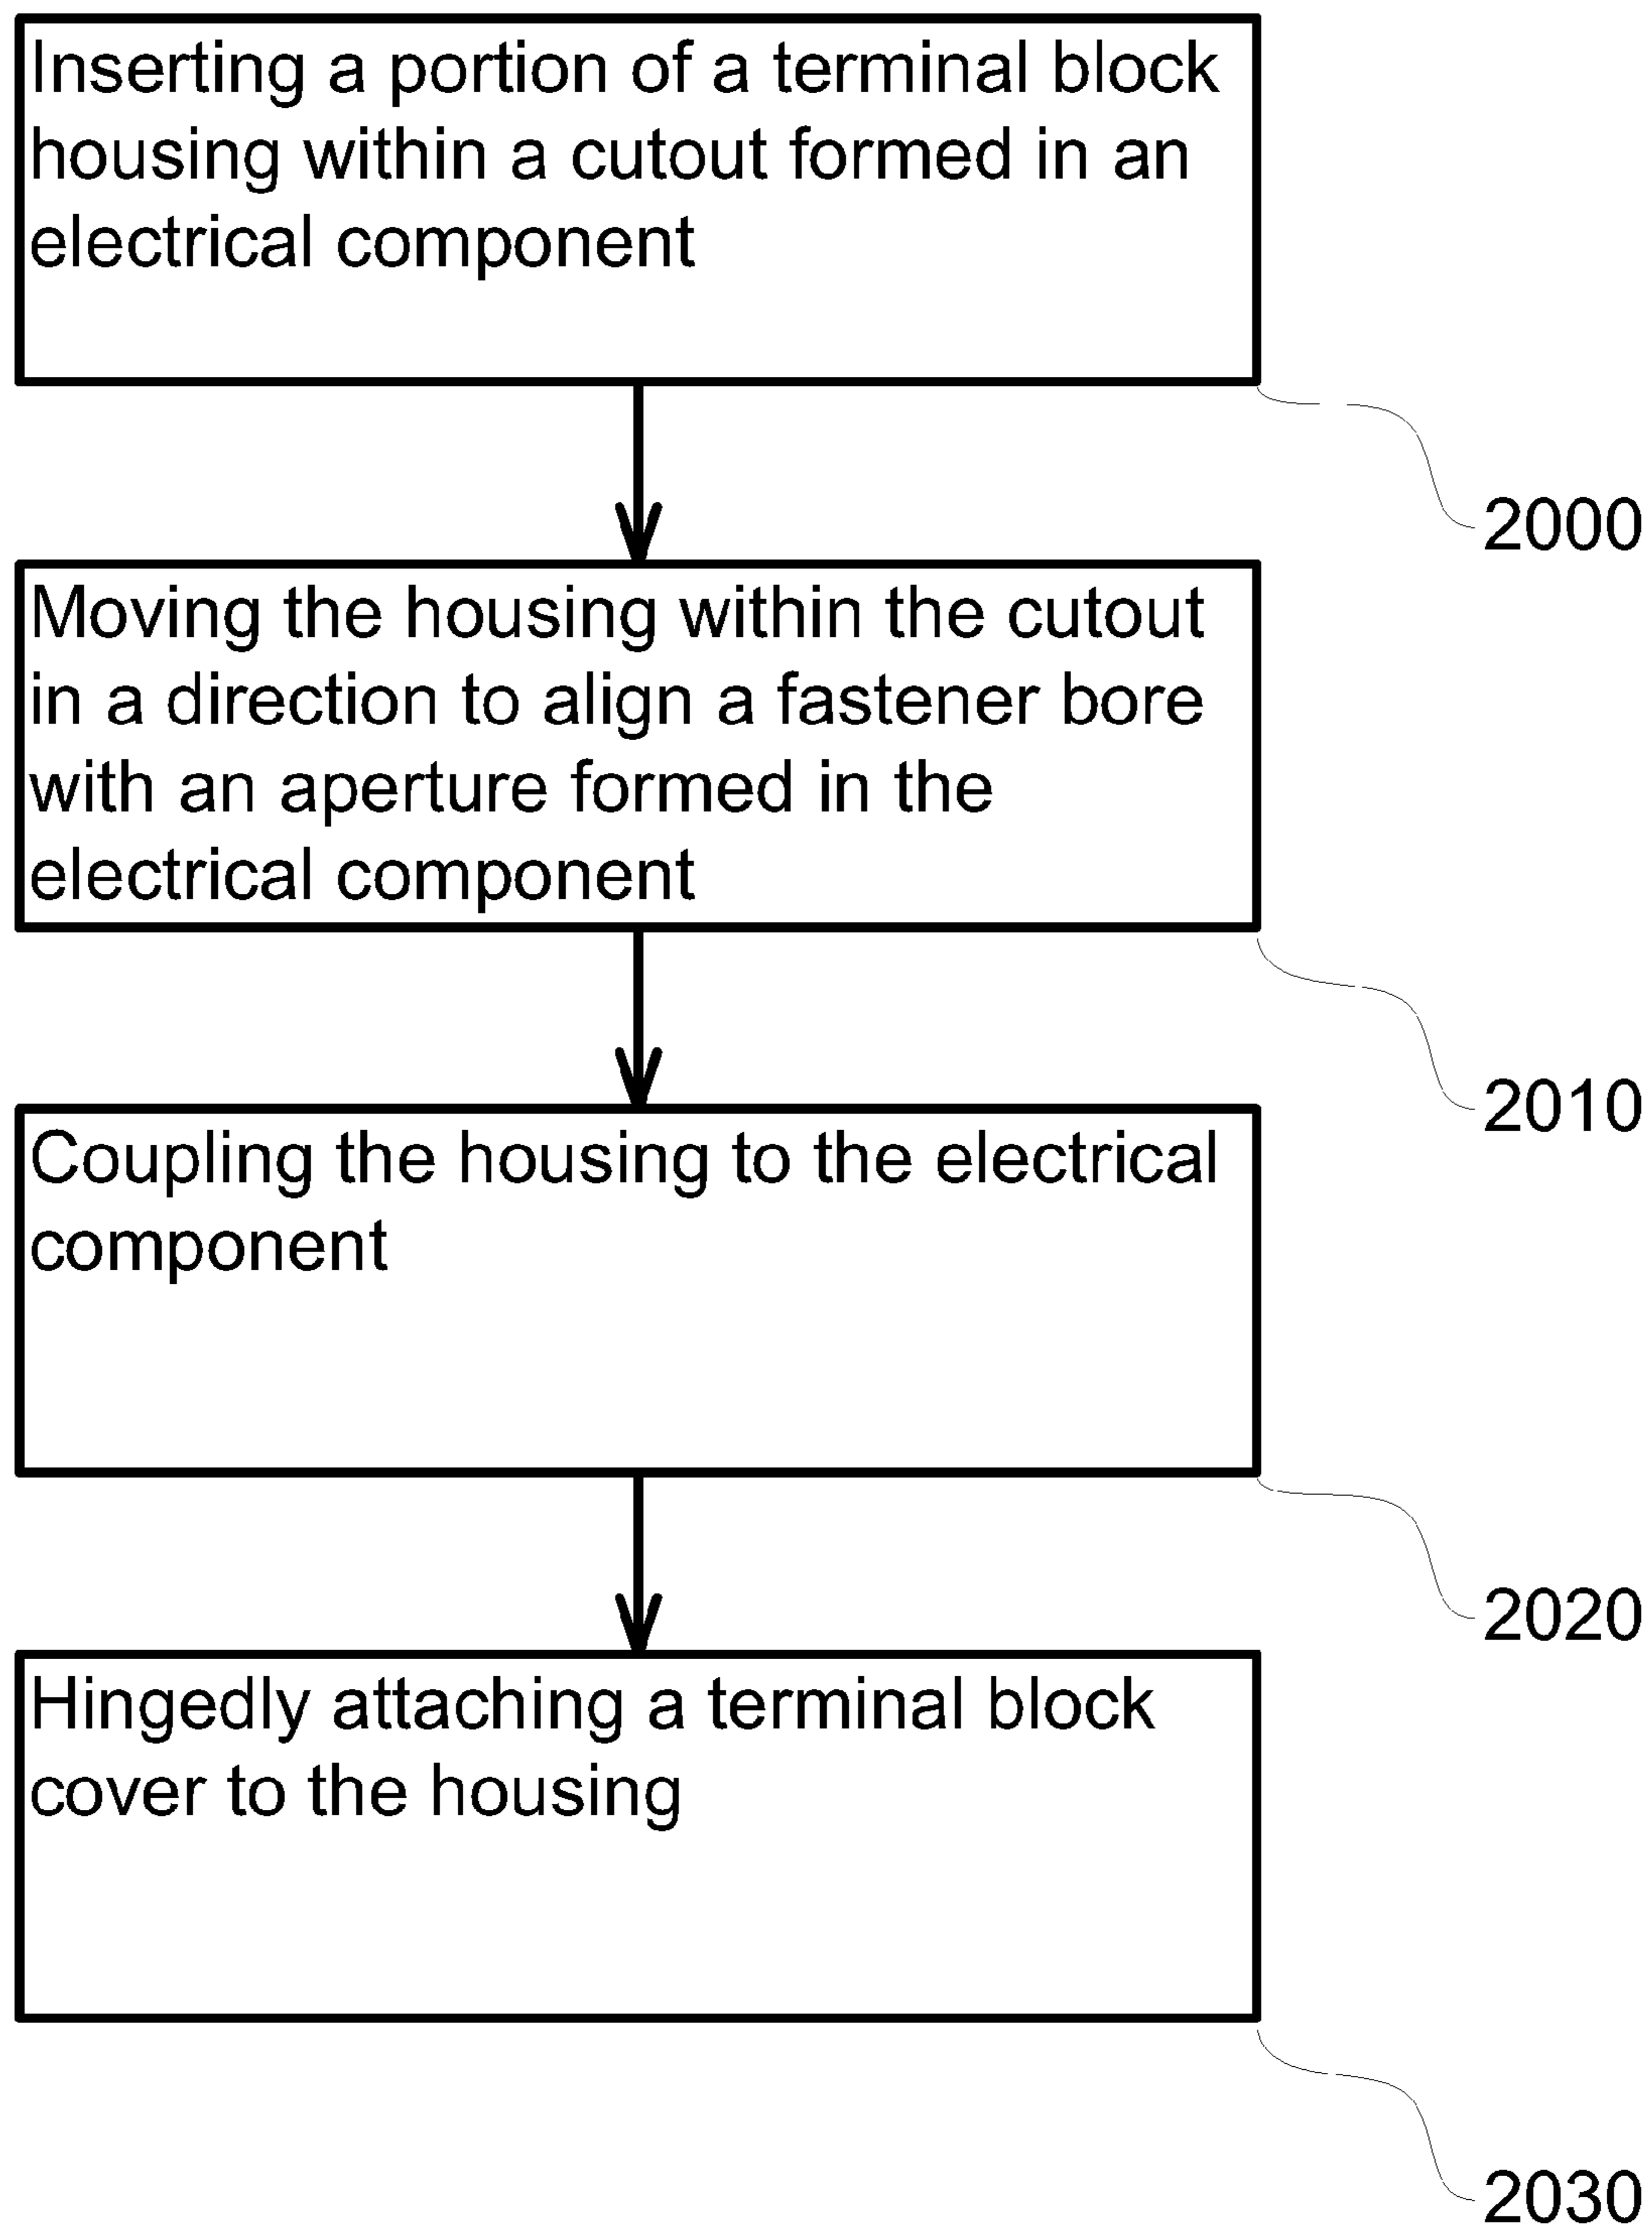 Inserting a portion of a terminal block
housing within a cutout formed in an
electrical component
2000
Moving the housing within the cutout
in a direction to align a fastener bore
with an aperture formed in the
electrical component
2010
Coupling the housing to the electrical
component
2020
Hingedly attaching a terminal block
cover to the housing
2030